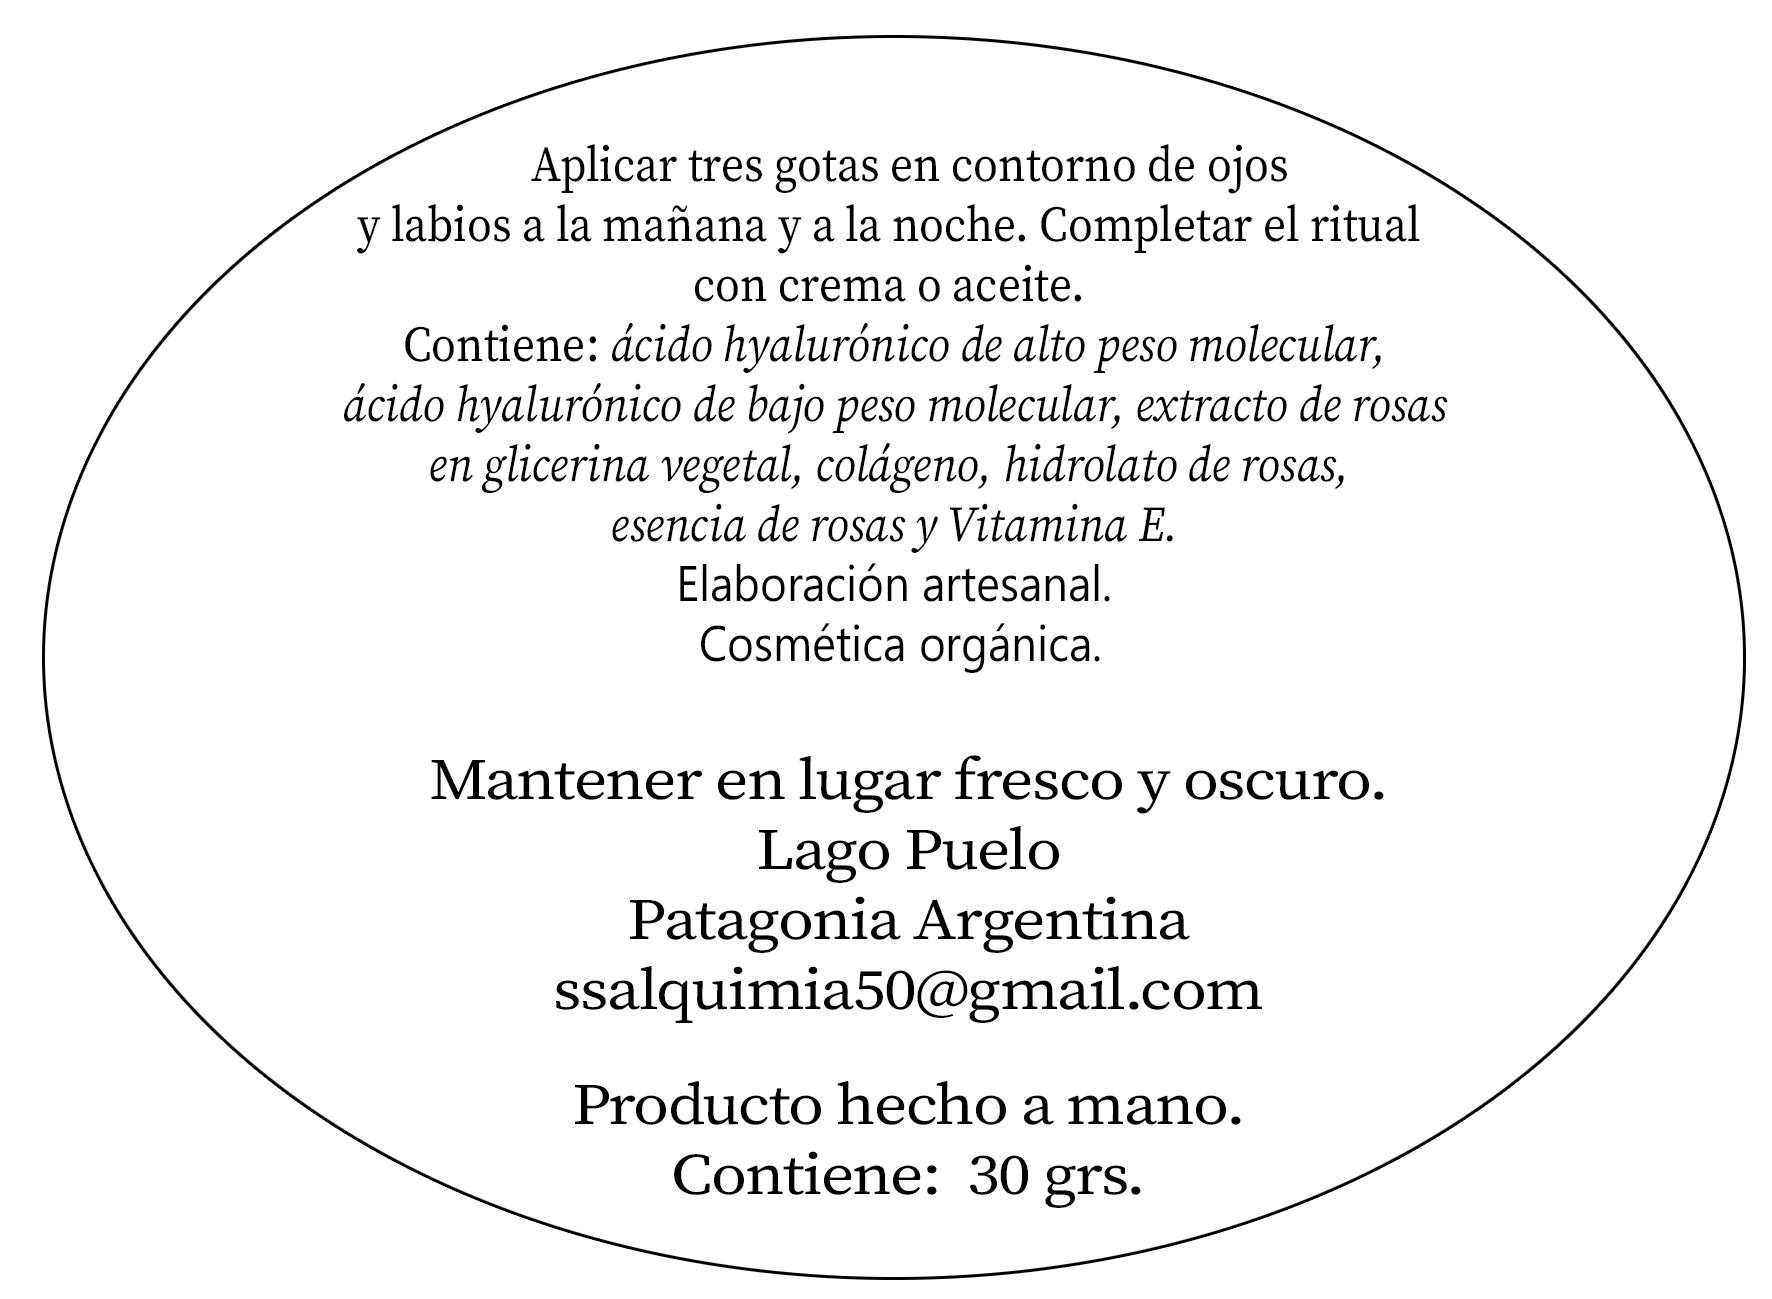 Aplicar tres gotas en contorno de ojos
y labios a la mañana y a la noche. Completar el ritual
con crema o aceite.
Contiene: ácido hyalurónico de alto peso molecular,
ácido hyalurónico de bajo peso molecular, extracto de rosas
en glicerina vegetal, colágeno, hidrolato de rosas,
esencia de rosas y Vitamina E.
Elaboración artesanal.
Cosmética orgánica.
Mantener en lugar fresco y oscuro.
Lago Puelo
Patagonia Argentina
ssalquimia50@gmail.com
Producto hecho a mano.
Contiene: 30 grs.